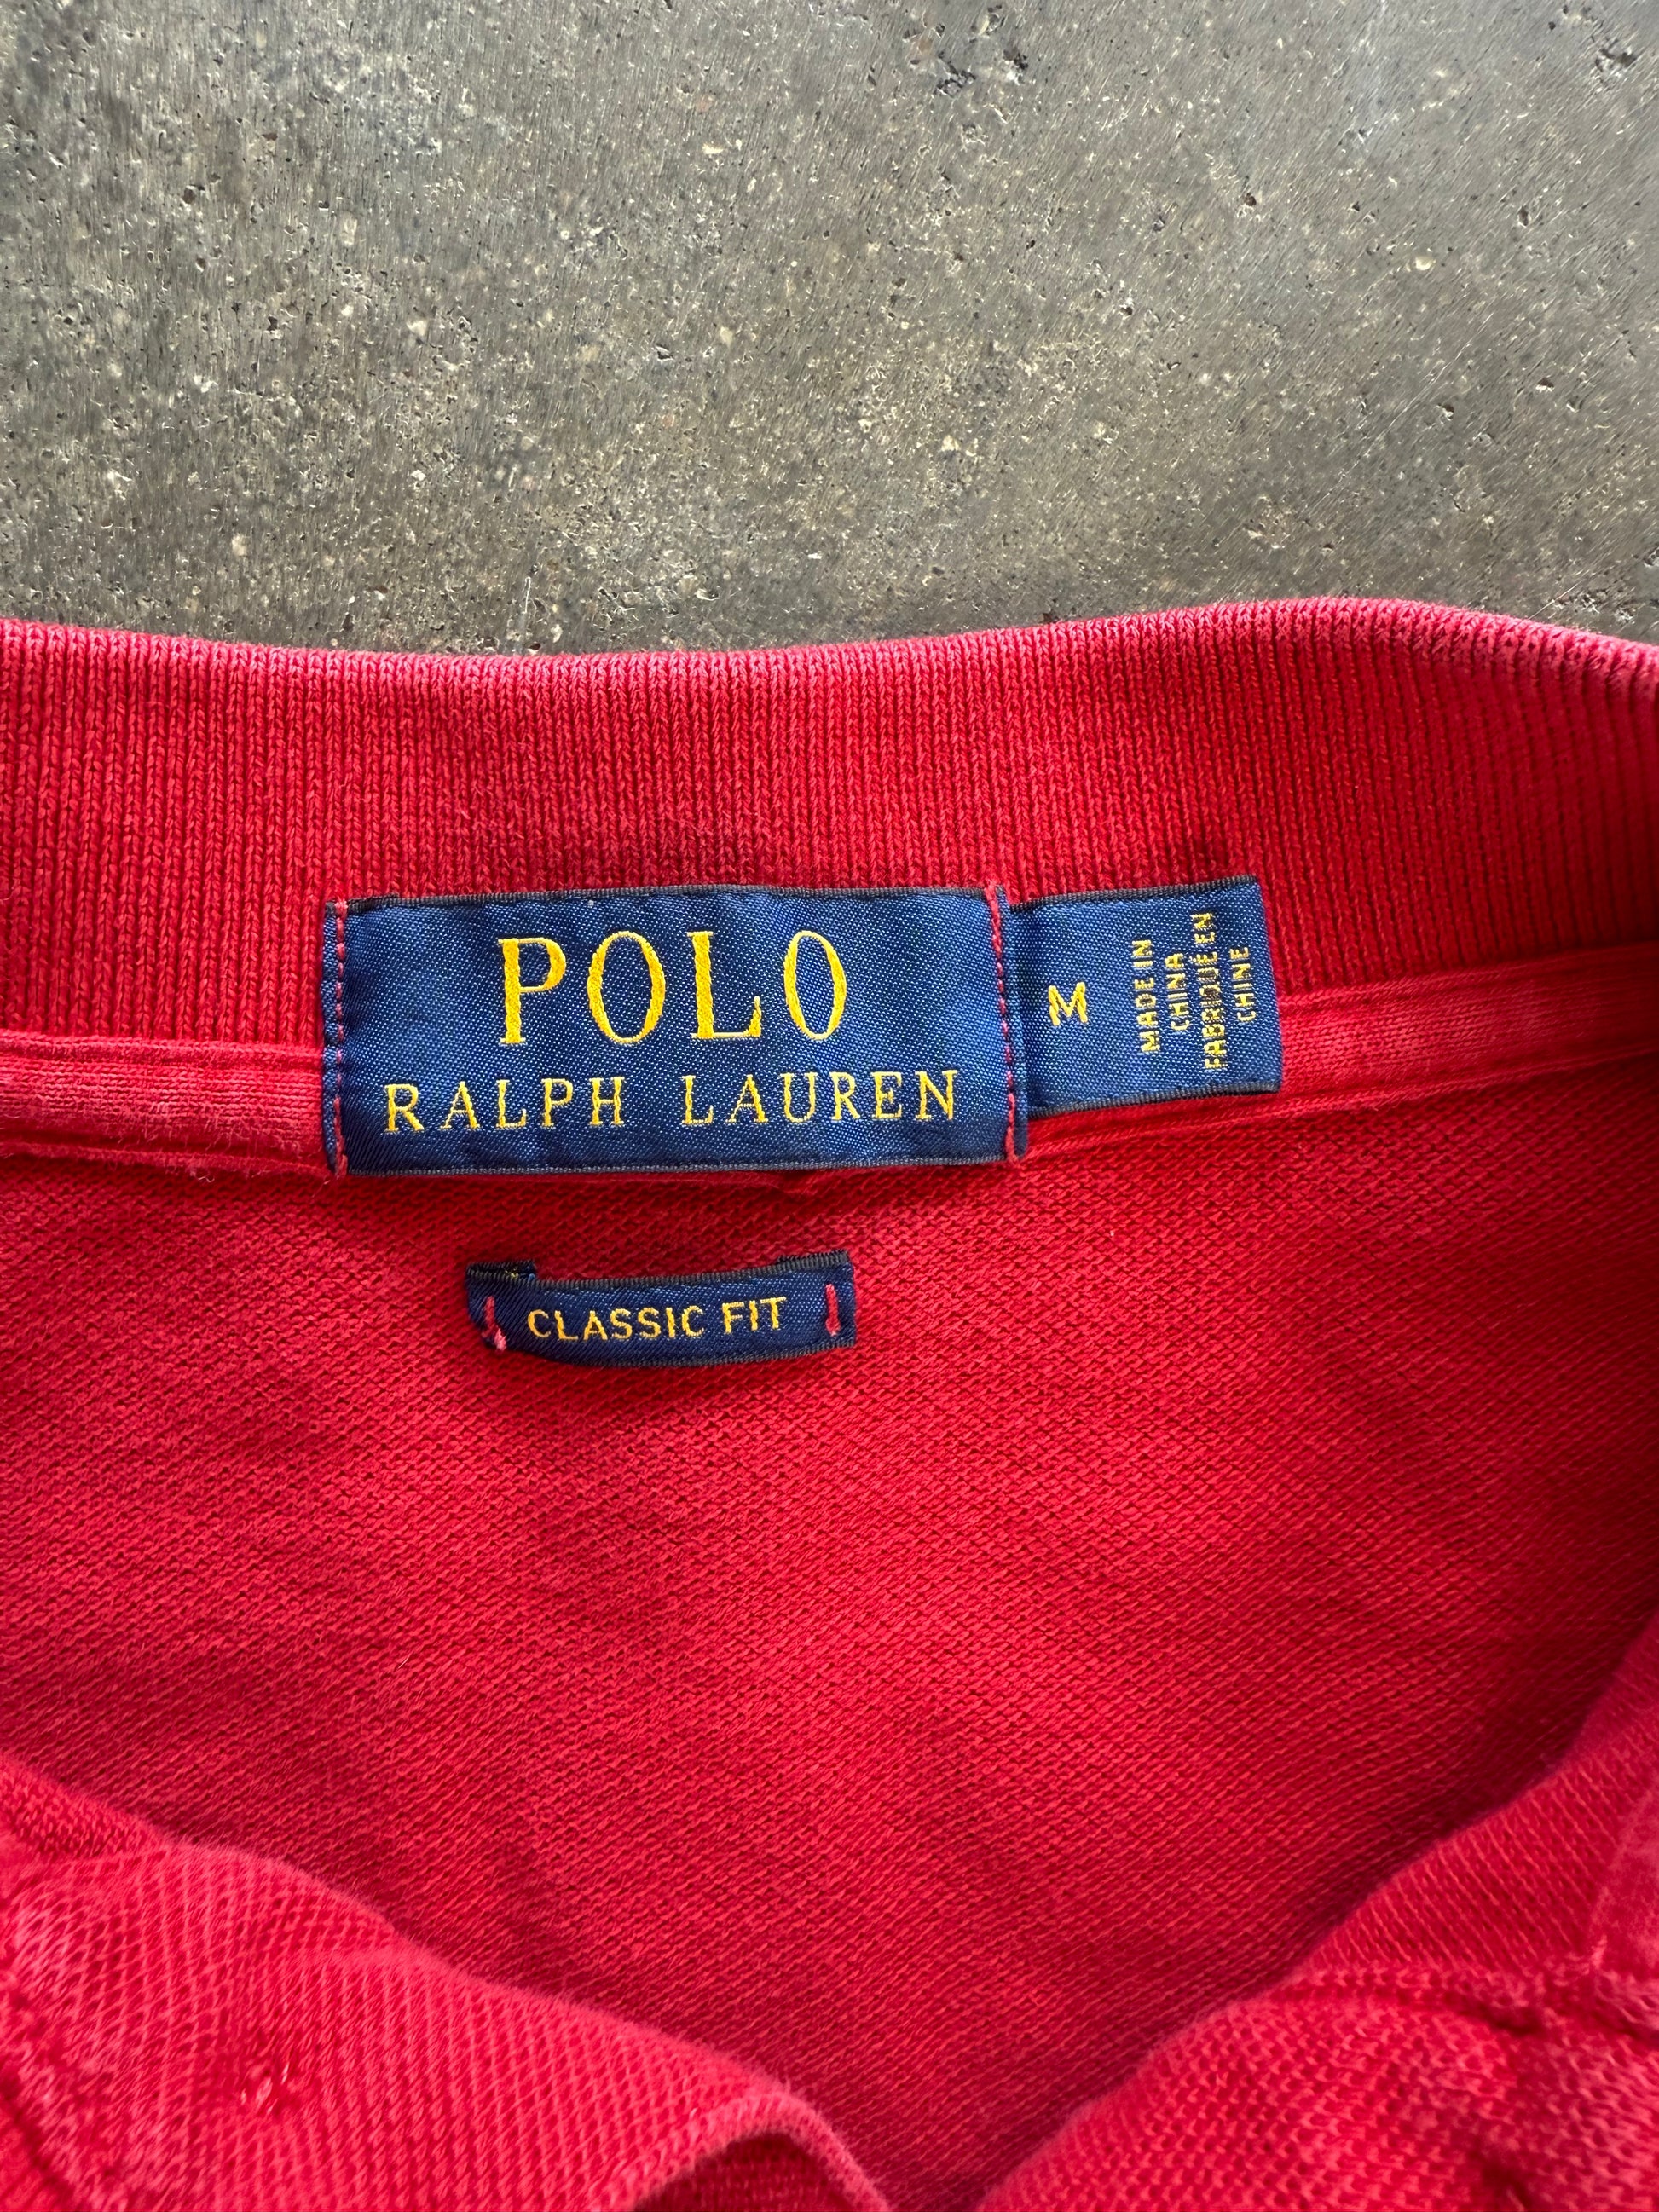 POLO
RALPH LAUREN
M
MADE IN
CHINA
FABRIQUÉ EN
CHINE
CLASSIC FIT